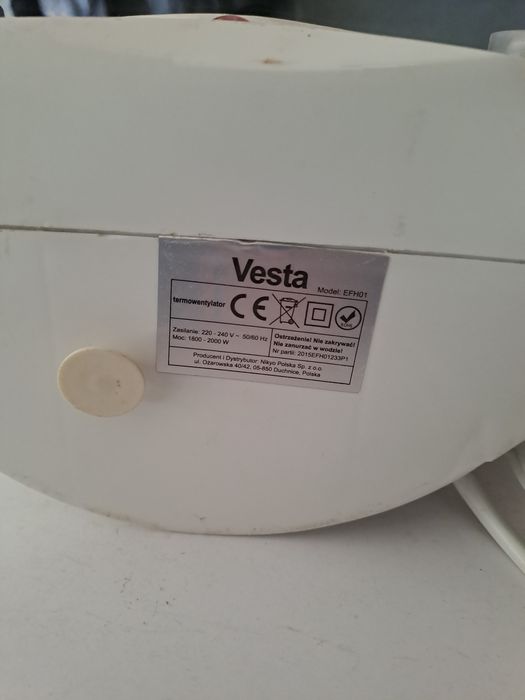 Vesta
Model: EFH01
termowentylator
CE
RoHS
Zasilanie: 220 - 240 V ~ 50/60 Hz
Moc: 1800 - 2000 W
Ostrzeżenie! Nie zakrywać!
Nie zanurzać w wodzie!
Nr partii: 2015EFH01233P1
Producent i Dystrybutor: Nikyo Polska Sp. z o.o.
ul. Ożarowska 40/42, 05-850 Duchnice, Polska